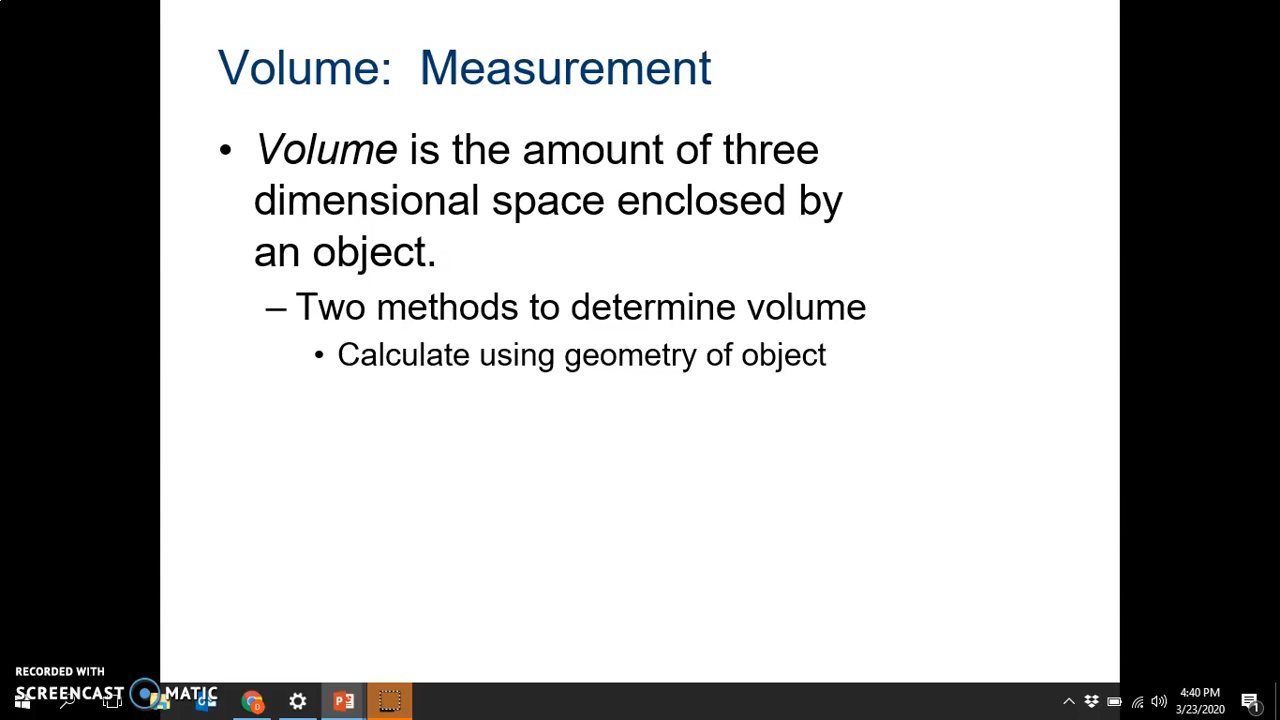 Volume:  Measurement
• Volume is the amount of three
dimensional space enclosed by
an object.
– Two methods to determine volume
• Calculate using geometry of object
RECORDED WITH
SCREENCAST MATIC
4:40 PM
3/23/2020
1